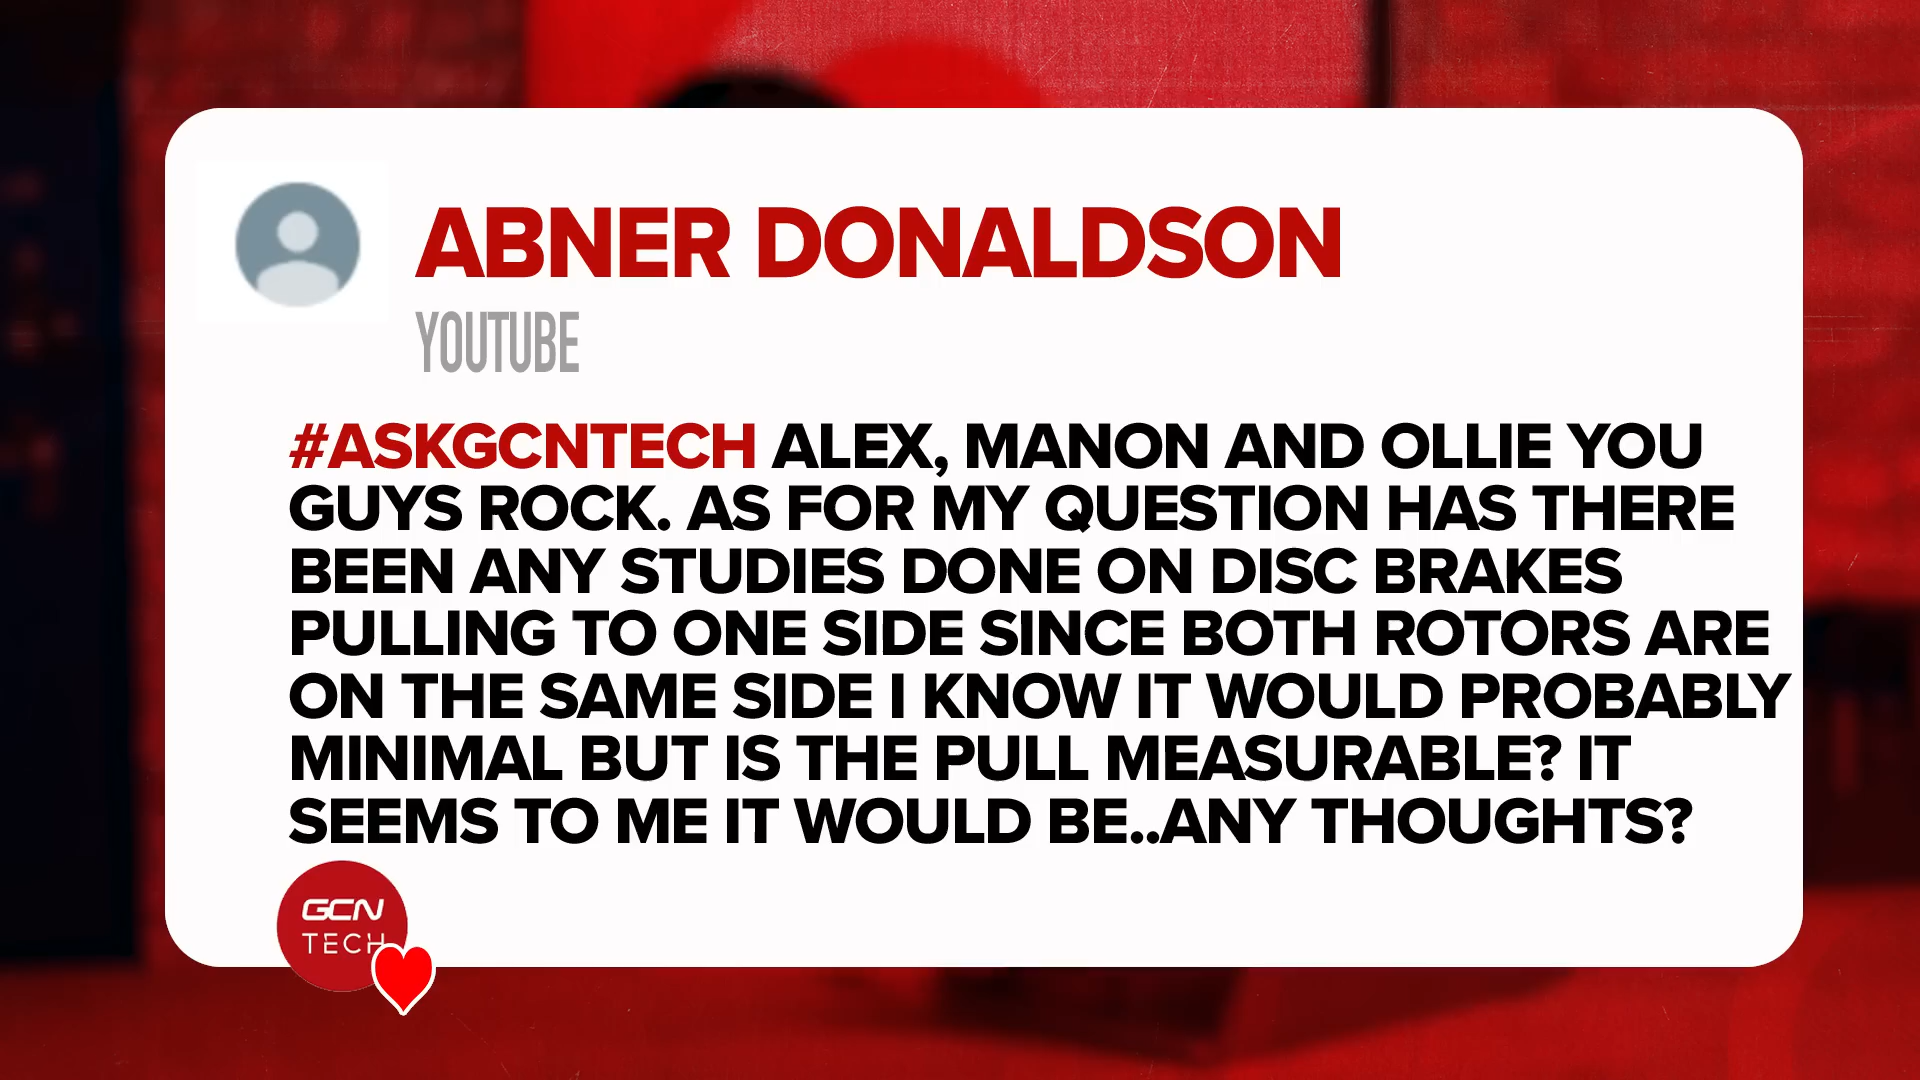 ABNER DONALDSON
YOUTUBE
#ASKGCNTECH ALEX, MANON AND OLLIE YOU
GUYS ROCK. AS FOR MY QUESTION HAS THERE
BEEN ANY STUDIES DONE ON DISC BRAKES
PULLING TO ONE SIDE SINCE BOTH ROTORS ARE
ON THE SAME SIDE I KNOW IT WOULD PROBABLY
MINIMAL BUT IS THE PULL MEASURABLE? IT
SEEMS TO ME IT WOULD BE..ANY THOUGHTS?
GCN
TECH